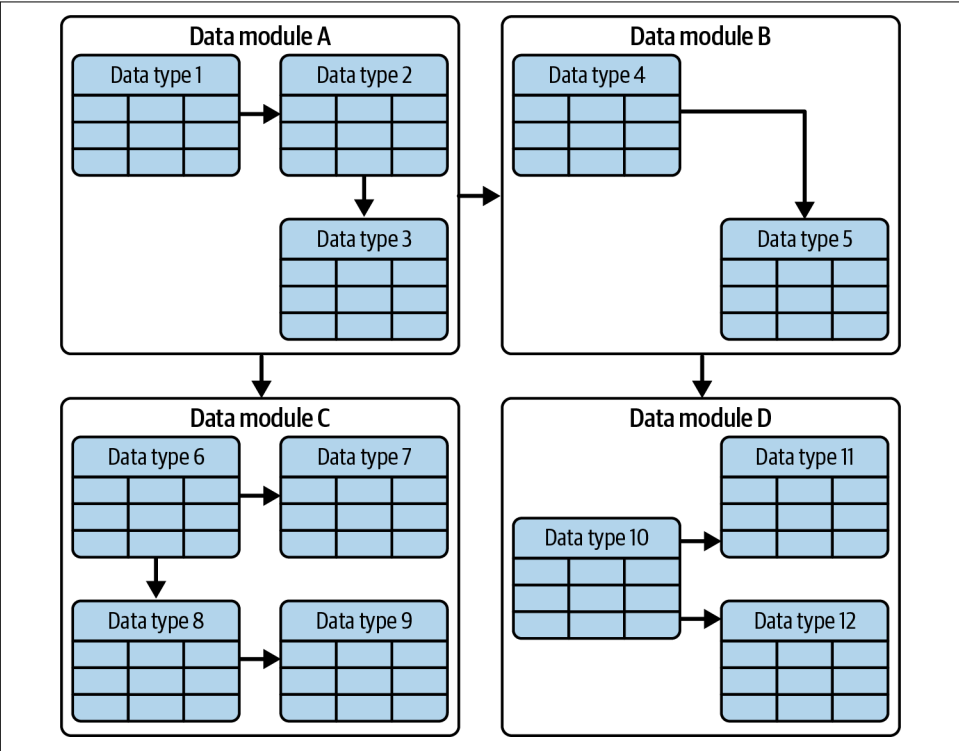 Data module A
Data type 1
Data type 2
Data type 3
Data module B
Data type 4
Data type 5
Data module C
Data type 6
Data type 7
Data type 8
Data type 9
Data module D
Data type 10
Data type 11
Data type 12